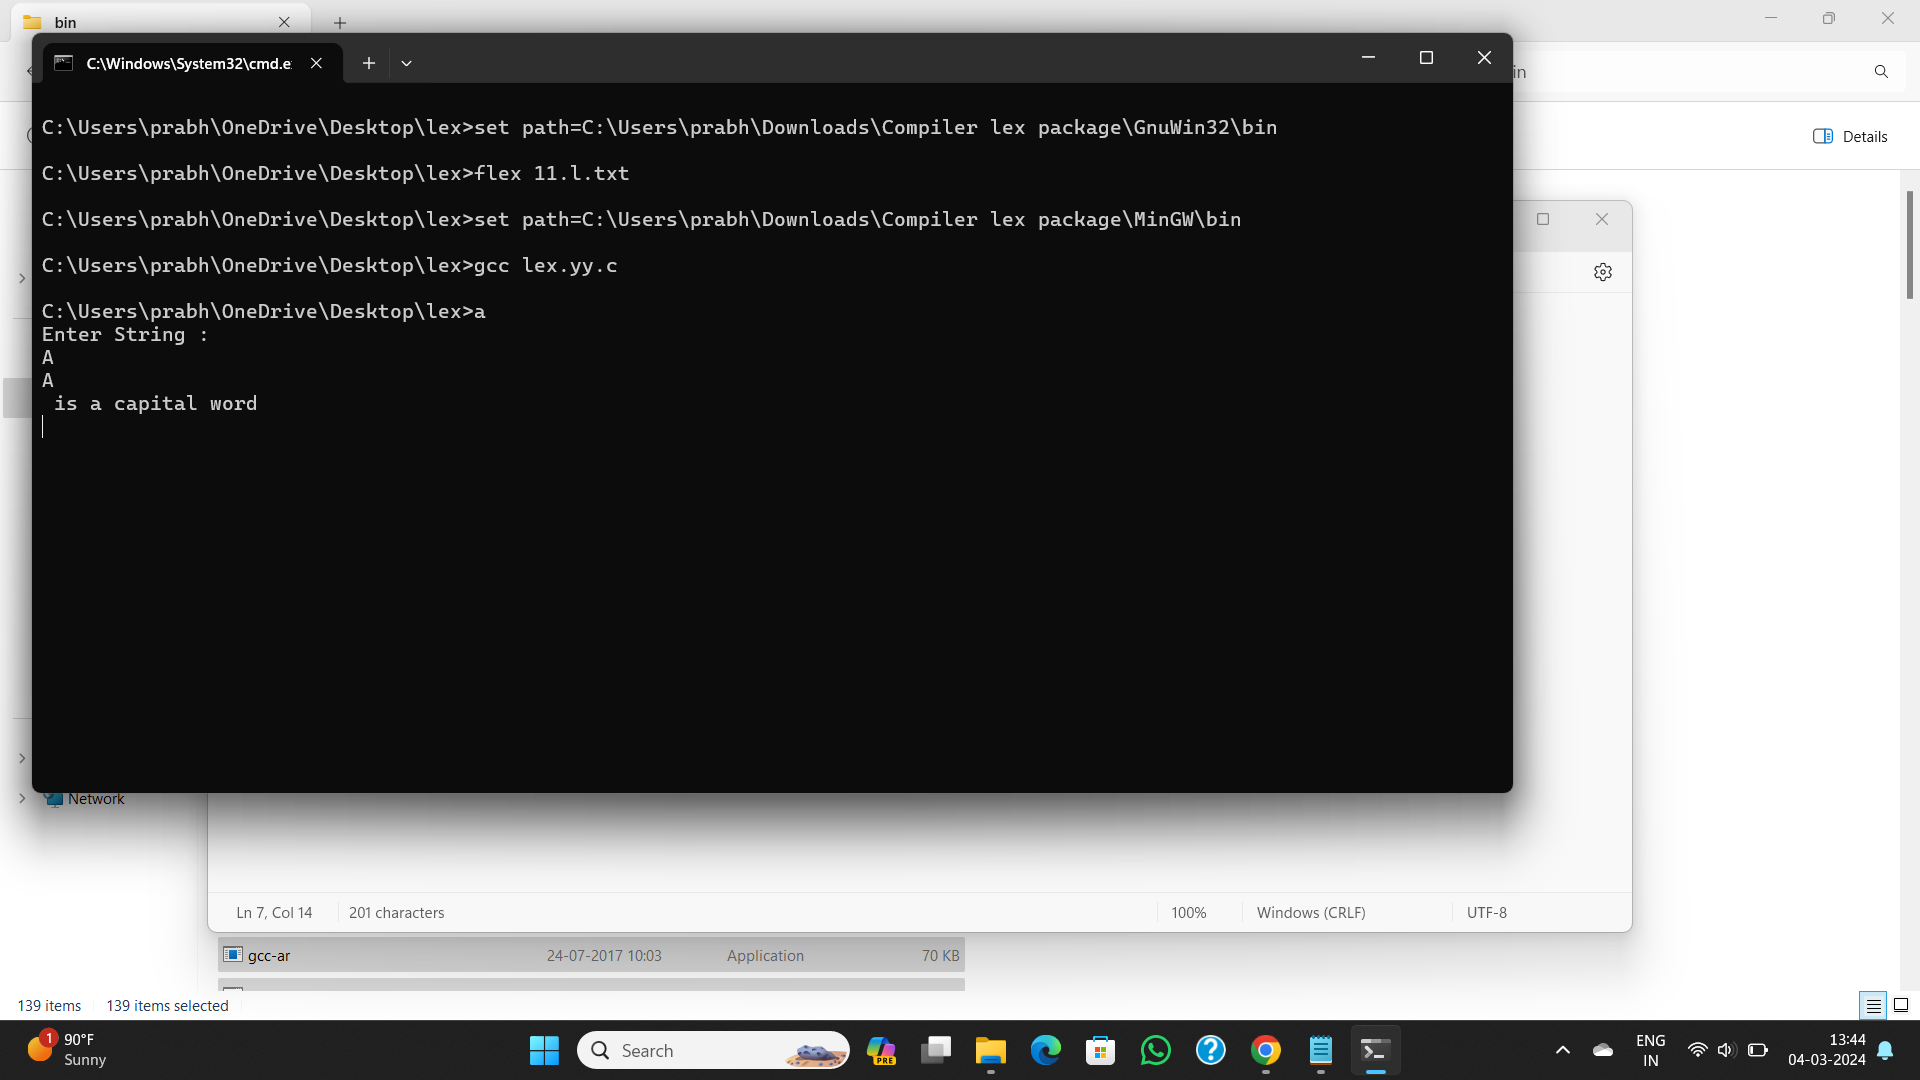 bin
C:\Windows\System32\cmd.e
in
Details
C:\Users\prabh\OneDrive\Desktop\lex>set path=C:\Users\prabh\Downloads\Compiler lex package\GnuWin32\bin
C:\Users\prabh\OneDrive\Desktop\lex>flex 11.l.txt
C:\Users\prabh\OneDrive\Desktop\lex>set path=C:\Users\prabh\Downloads\Compiler lex package\MinGW\bin
C:\Users\prabh\OneDrive\Desktop\lex>gcc lex.yy.c
C:\Users\prabh\OneDrive\Desktop\lex>a
Enter String :
A
A
is a capital word
Network
Ln 7, Col 14 201 characters 100% Windows (CRLF) UTF-8
gcc-ar 24-07-2017 10:03 Application 70 KB
139 items 139 items selected
1 90°F
Sunny
Search
PRE
ENG
IN
13:44
04-03-2024